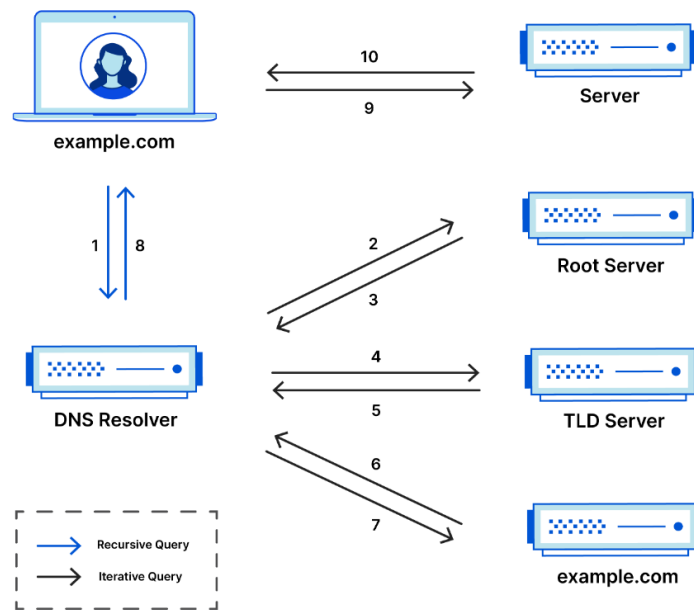 10
9
Server
example.com
1
8
2
3
Root Server
4
5
DNS Resolver
TLD Server
6
7
Recursive Query
Iterative Query
example.com